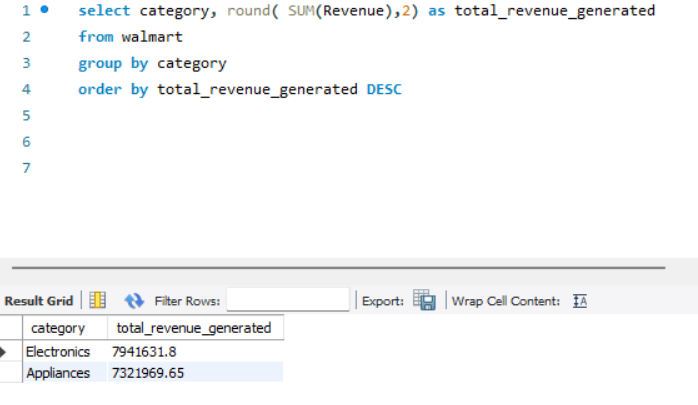 1 select category, round( SUM(Revenue),2) as total_revenue_generated
2 from walmart
3 group by category
4 order by total_revenue_generated DESC
5
6
7
Result Grid Filter Rows: Export: Wrap Cell Content: IA
category total_revenue_generated
Electronics 7941631.8
Appliances 7321969.65